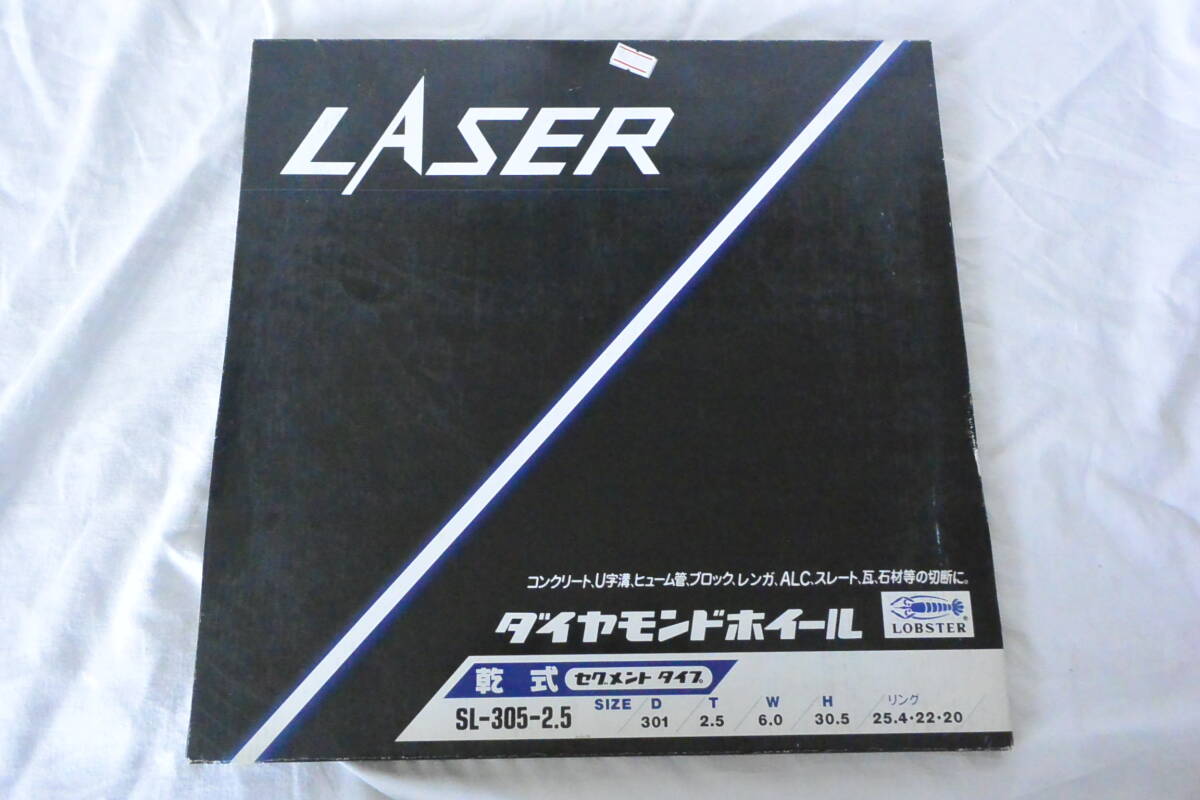 LASER
コンクリート、U字溝、ヒューム管、ブロック、レンガ、ALC、スレート、瓦、石材等の切断に。
ダイヤモンドホイール
LOBSTER®
乾式 セグメントタイプ
SL-305-2.5
SIZE D T W H リング
301 2.5 6.0 30.5 25.4・22・20